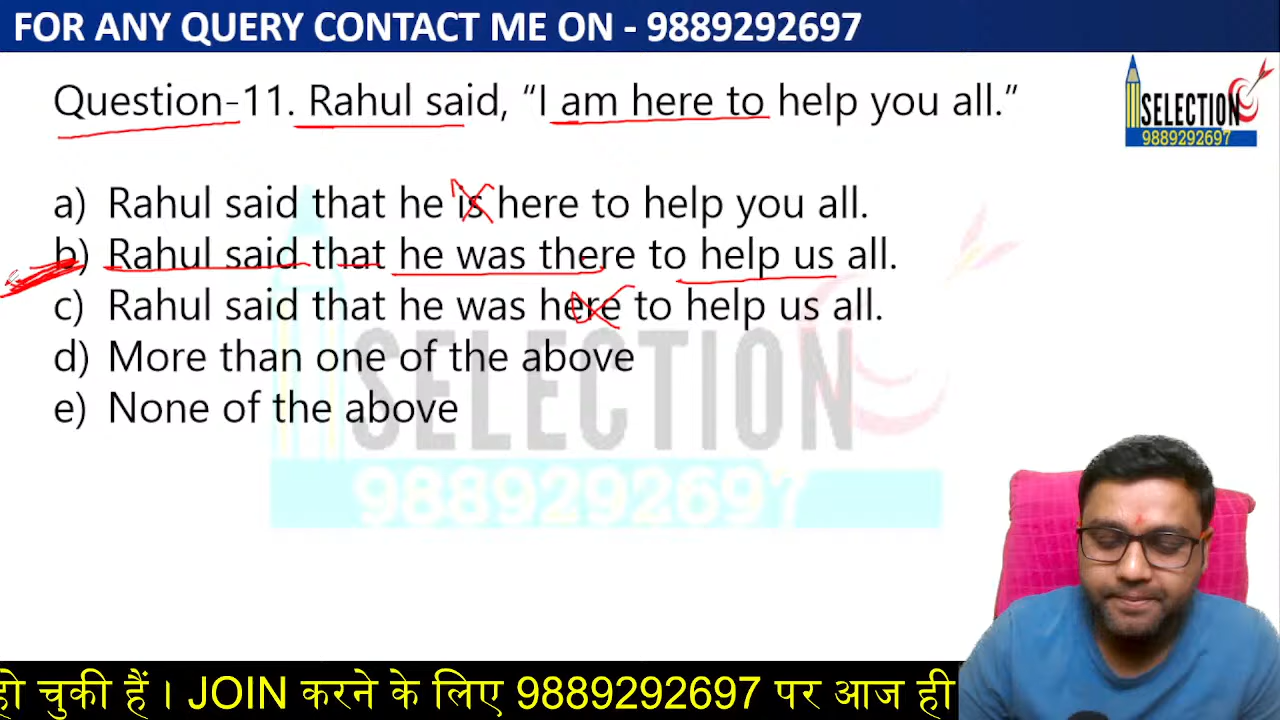 FOR ANY QUERY CONTACT ME ON - 9889292697
Question-11. Rahul said, “I am here to help you all.”
SELECTION
9889292697
a) Rahul said that he is here to help you all.
b) Rahul said that he was there to help us all.
c) Rahul said that he was here to help us all.
d) More than one of the above
e) None of the above
SELECTION
9889292697
हो चुकी हैं । JOIN करने के लिए 9889292697 पर आज ही